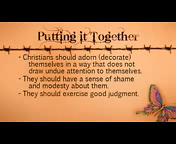 Putting it Together
• Christians should adorn (decorate)
themselves in a way that does not
draw undue attention to themselves.
• They should have a sense of shame
and modesty about them.
• They should exercise good judgment.